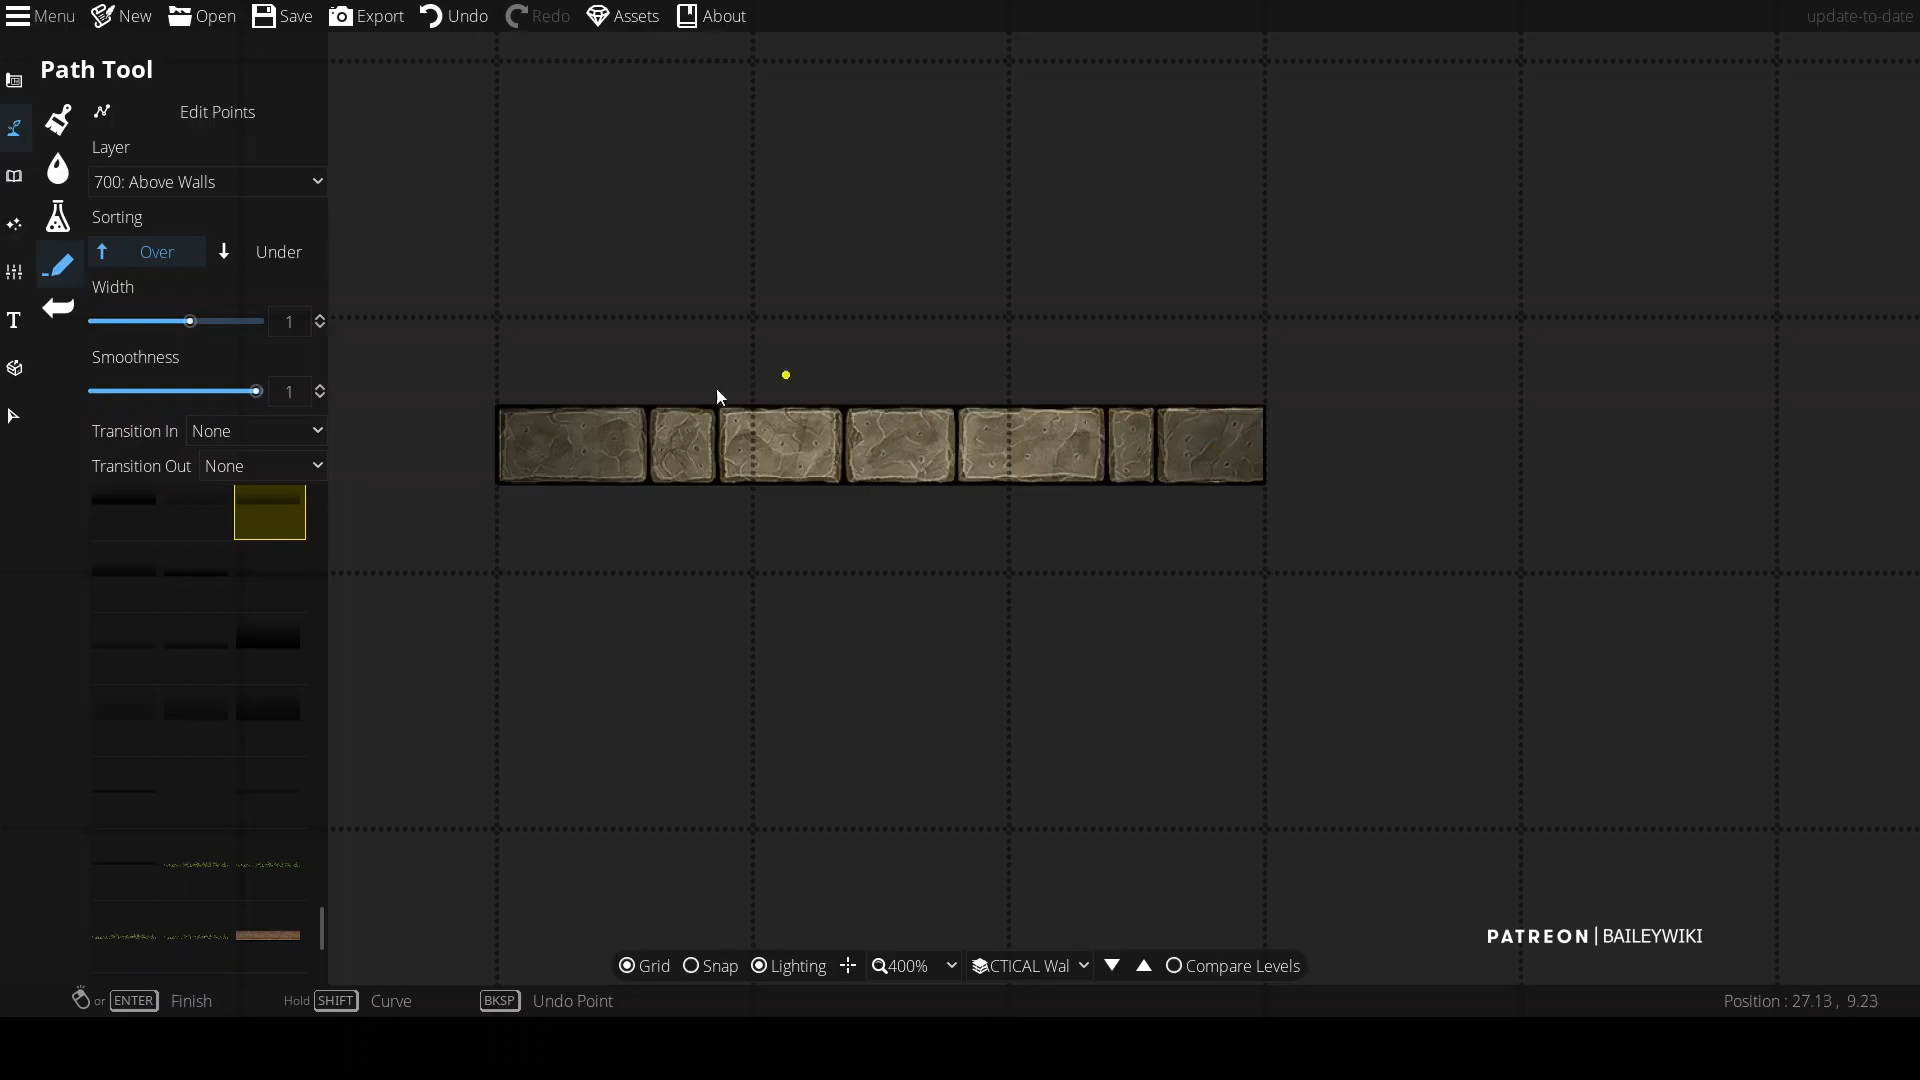 Menu New Open Save Export Undo Redo Assets About update-to-date
Path Tool
Edit Points
Layer
700: Above Walls
Sorting
Over Under
Width
1
Smoothness
1
Transition In None
Transition Out None
T
PATREON | BAILEYWIKI
Grid Snap Lighting 400% ACTICAL Wal Compare Levels
or ENTER Finish Hold SHIFT Curve BKSP Undo Point Position : 27.13 , 9.23